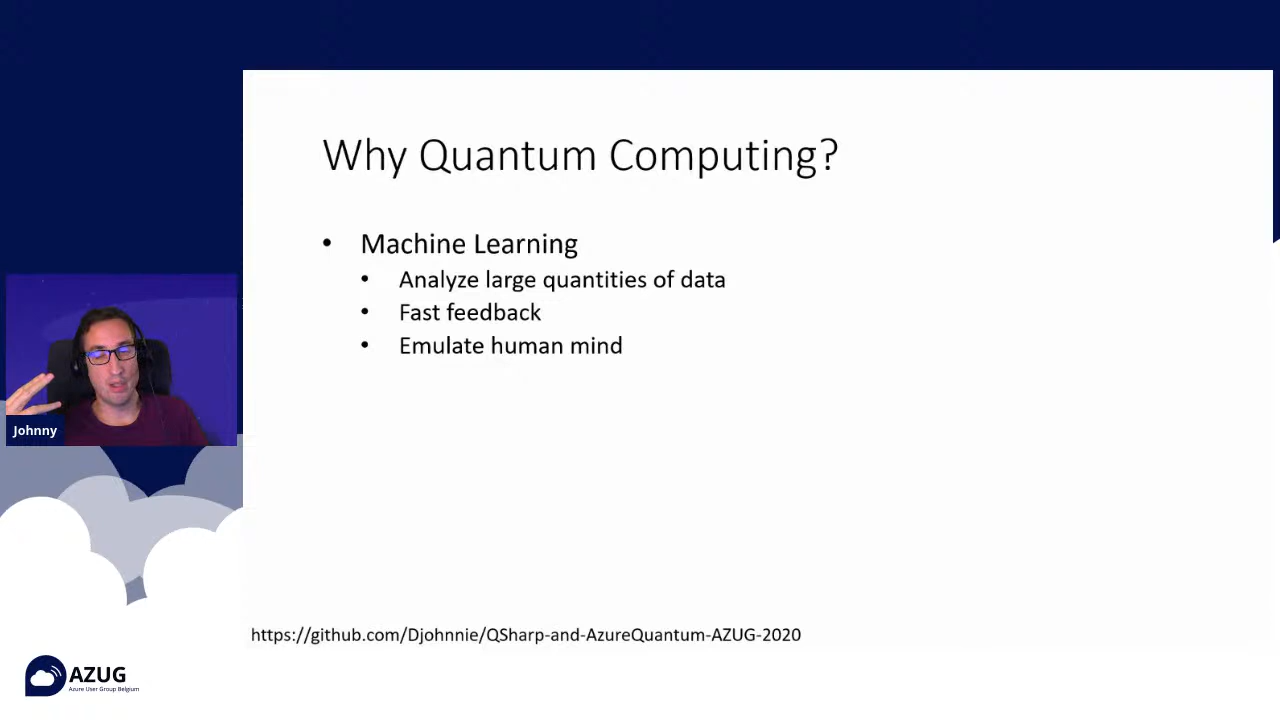 Why Quantum Computing?
• Machine Learning
• Analyze large quantities of data
• Fast feedback
• Emulate human mind
Johnny
https://github.com/Djohnnie/QSharp-and-AzureQuantum-AZUG-2020
AZUG
Azure User Group Belgium